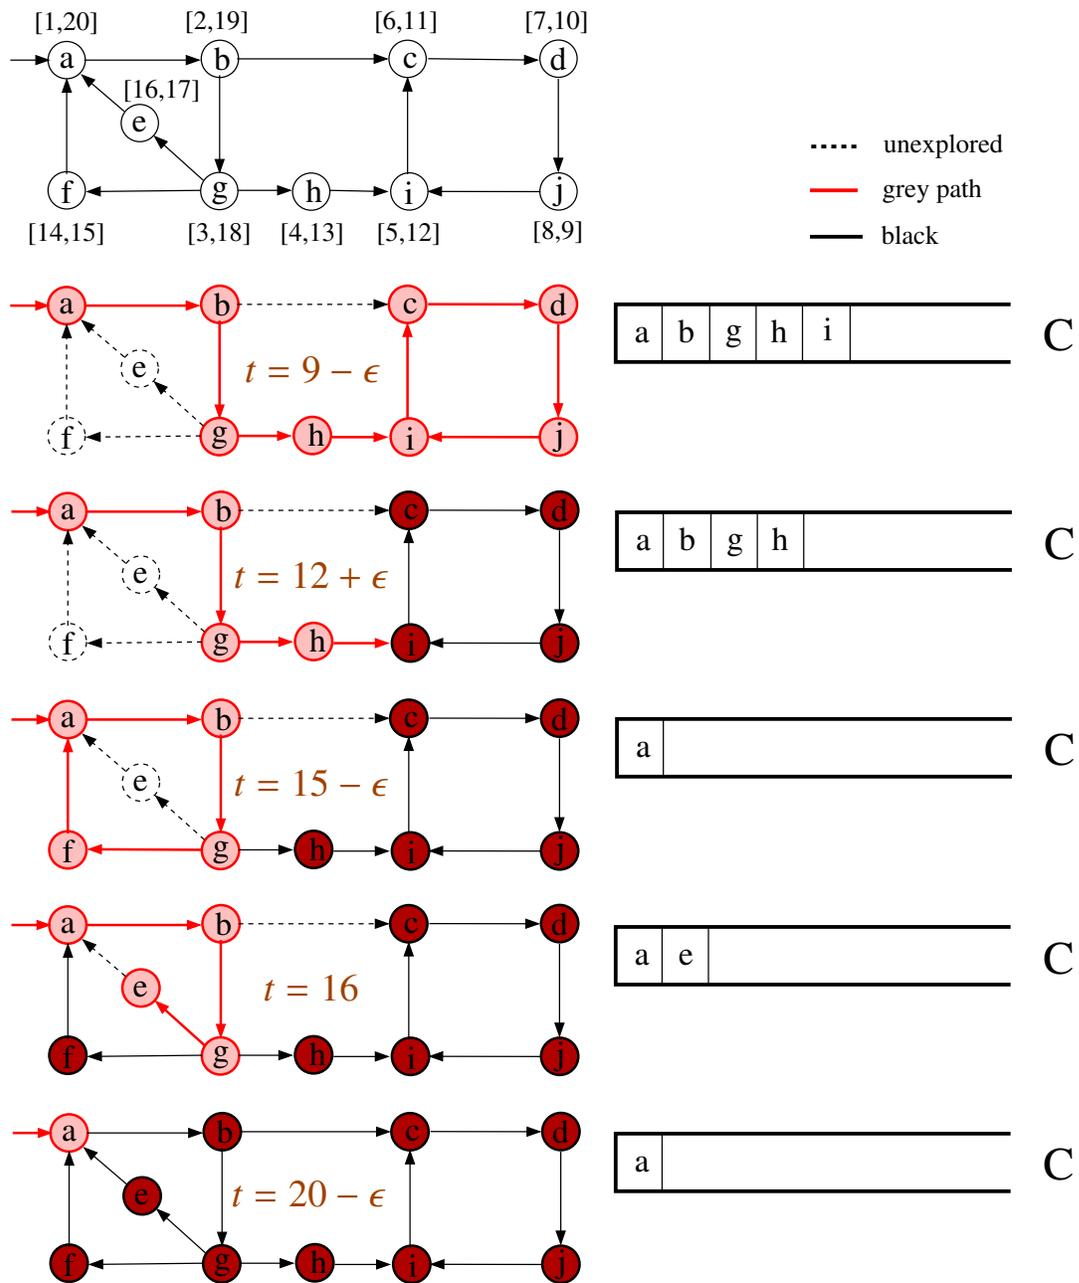 [1,20] [2,19] [6,11] [7,10]
a b c d
[16,17]
e
f g h i j
[14,15] [3,18] [4,13] [5,12] [8,9]
unexplored
grey path
black
a b c d
e
t = 9 − ϵ
f g h i j
a b g h i C
a b c d
e
t = 12 + ϵ
f g h i j
a b g h C
a b c d
e
t = 15 − ϵ
f g h i j
a C
a b c d
e
t = 16
f g h i j
a e C
a b c d
e
t = 20 − ϵ
f g h i j
a C